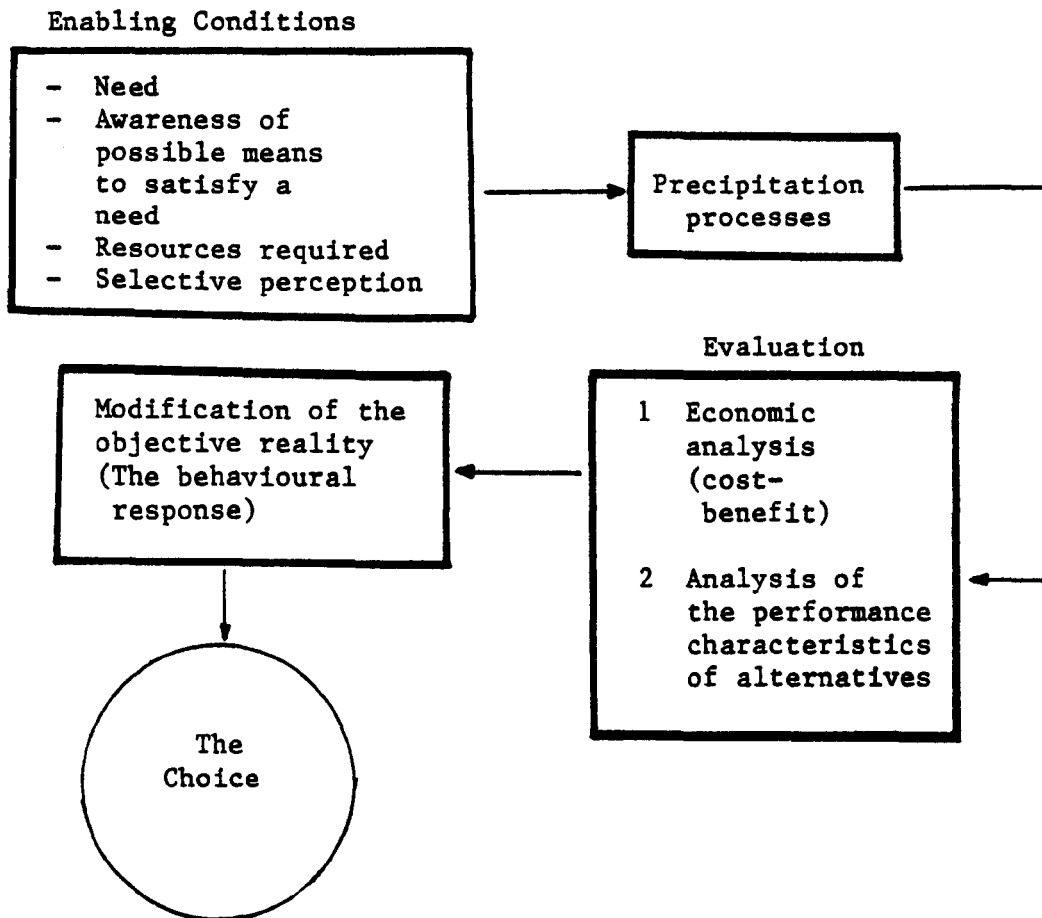 Enabling Conditions
- Need
- Awareness of
possible means
to satisfy a
need
- Resources required
- Selective perception
Precipitation
processes
Evaluation
1 Economic
analysis
(cost-
benefit)
2 Analysis of
the performance
characteristics
of alternatives
Modification of the
objective reality
(The behavioural
response)
The
Choice